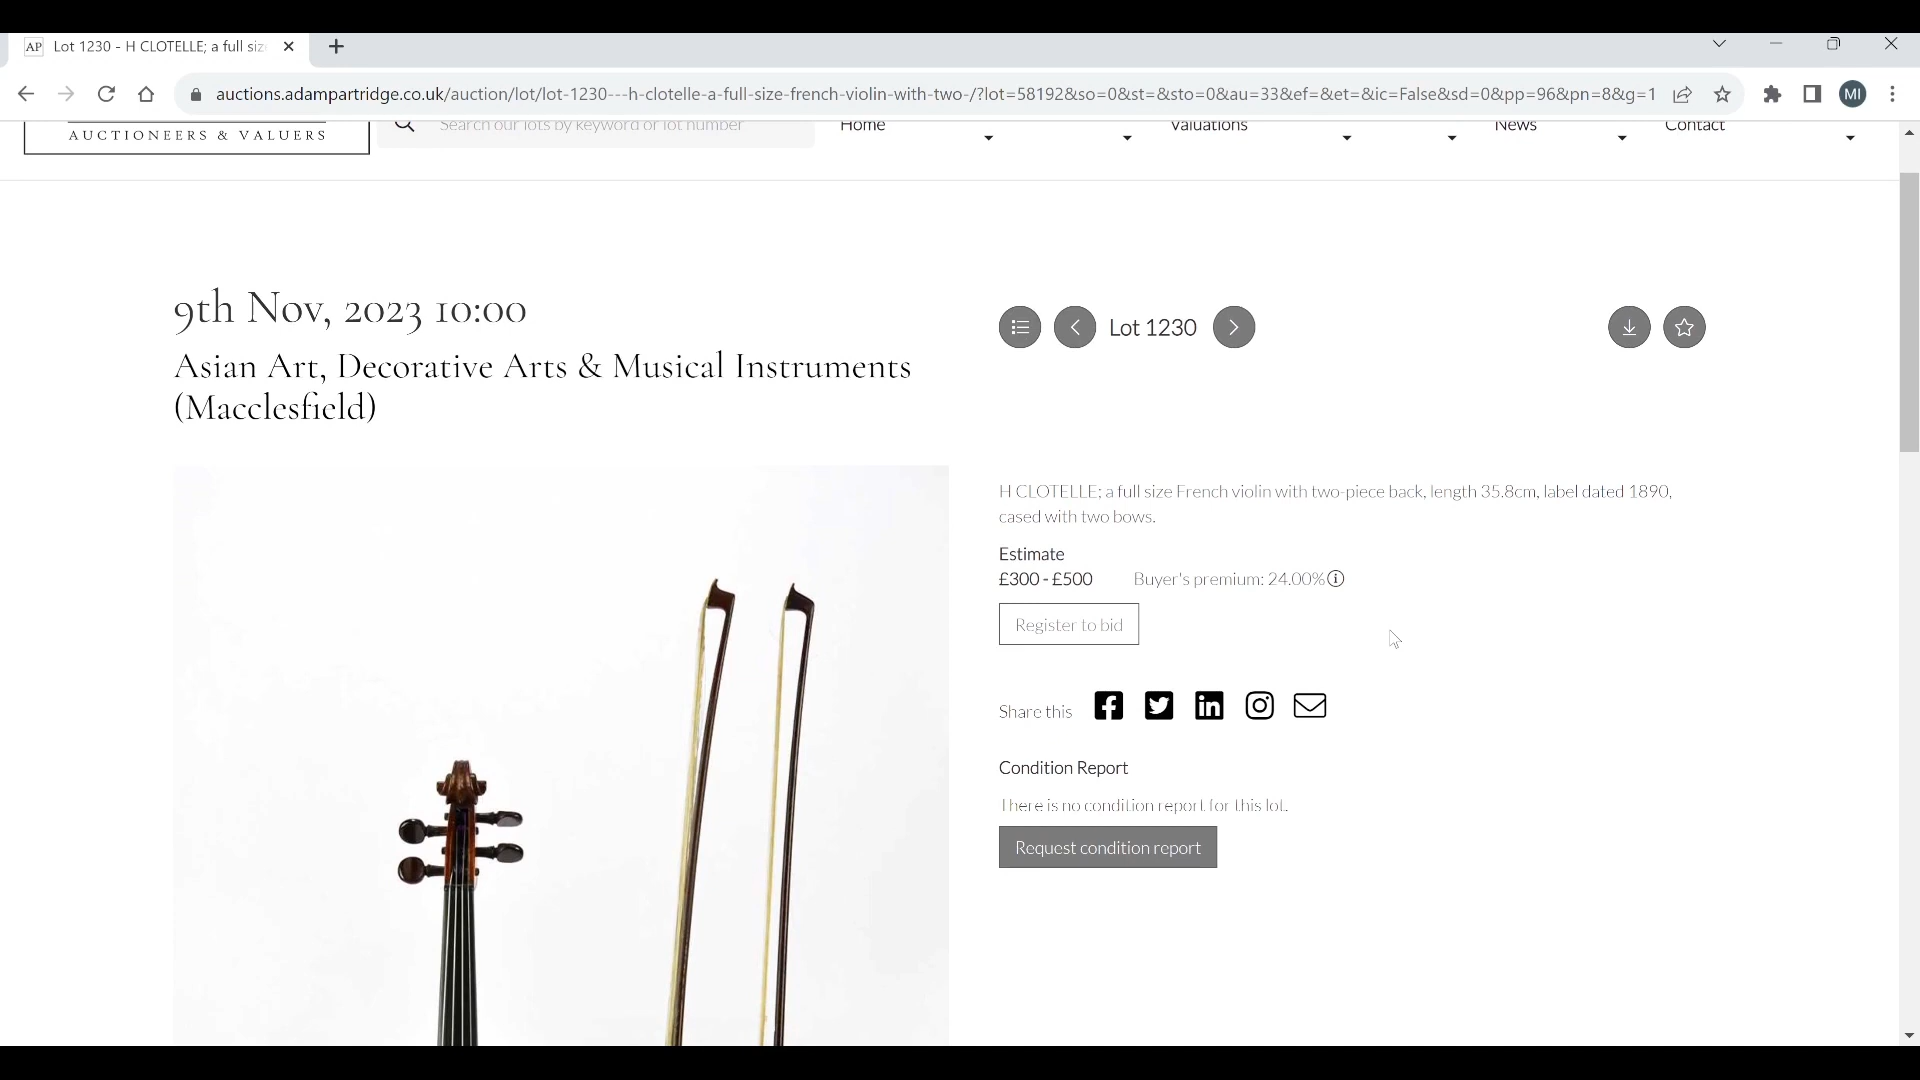 AP Lot 1230 - H CLOTELLE; a full siz
auctions.adampartridge.co.uk/auction/lot/lot-1230---h-clotelle-a-full-size-french-violin-with-two-/?lot=58192&so=0&st=&sto=0&au=33&ef=&et=&ic=False&sd=0&pp=96&pn=8&g=1
MI
AUCTIONEERS & VALUERS
Search our lots by keyword or lot number
Home
Valuations
News
Contact
9th Nov, 2023 10:00
Lot 1230
Asian Art, Decorative Arts & Musical Instruments
(Macclesfield)
H CLOTELLE; a full size French violin with two-piece back, length 35.8cm, label dated 1890,
cased with two bows.
Estimate
£300 - £500 Buyer's premium: 24.00%
Register to bid
Share this
Condition Report
There is no condition report for this lot.
Request condition report